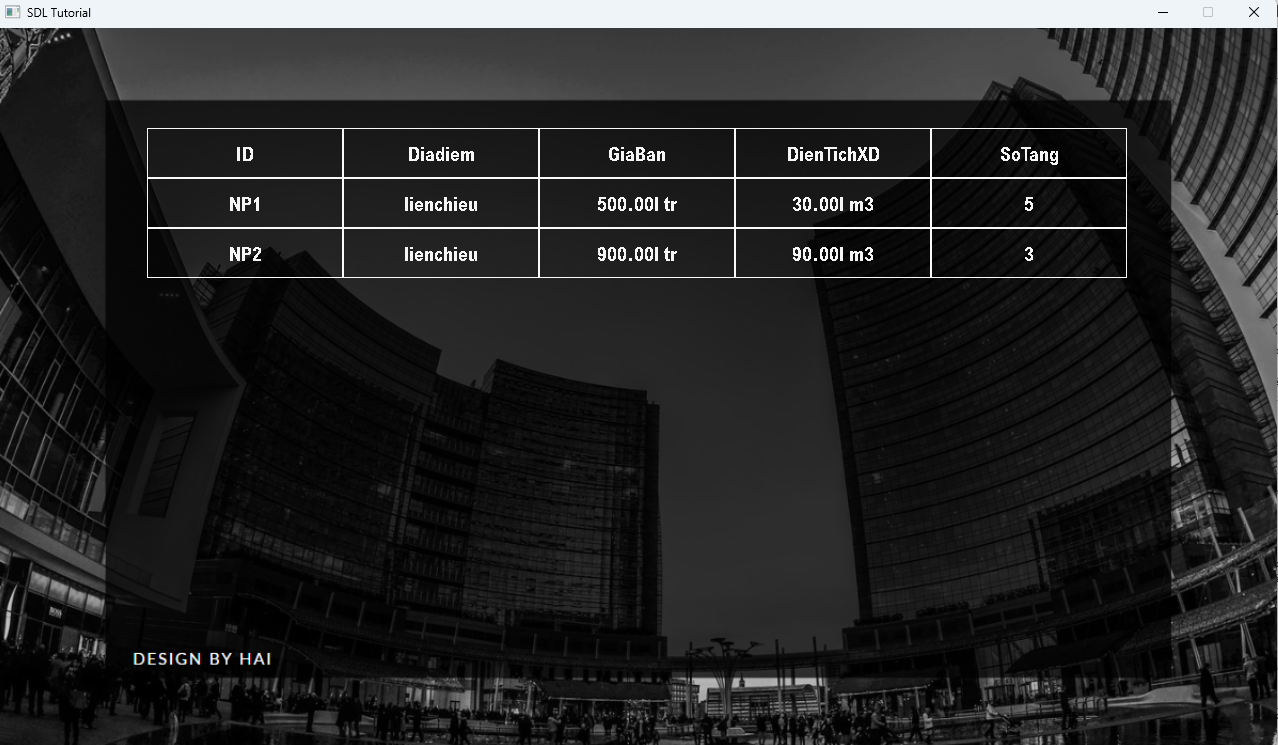 SDL Tutorial
ID Diadiem GiaBan DienTichXD SoTang
NP1 lienchieu 500.00l tr 30.00l m3 5
NP2 lienchieu 900.00l tr 90.00l m3 3
DESIGN BY HAI